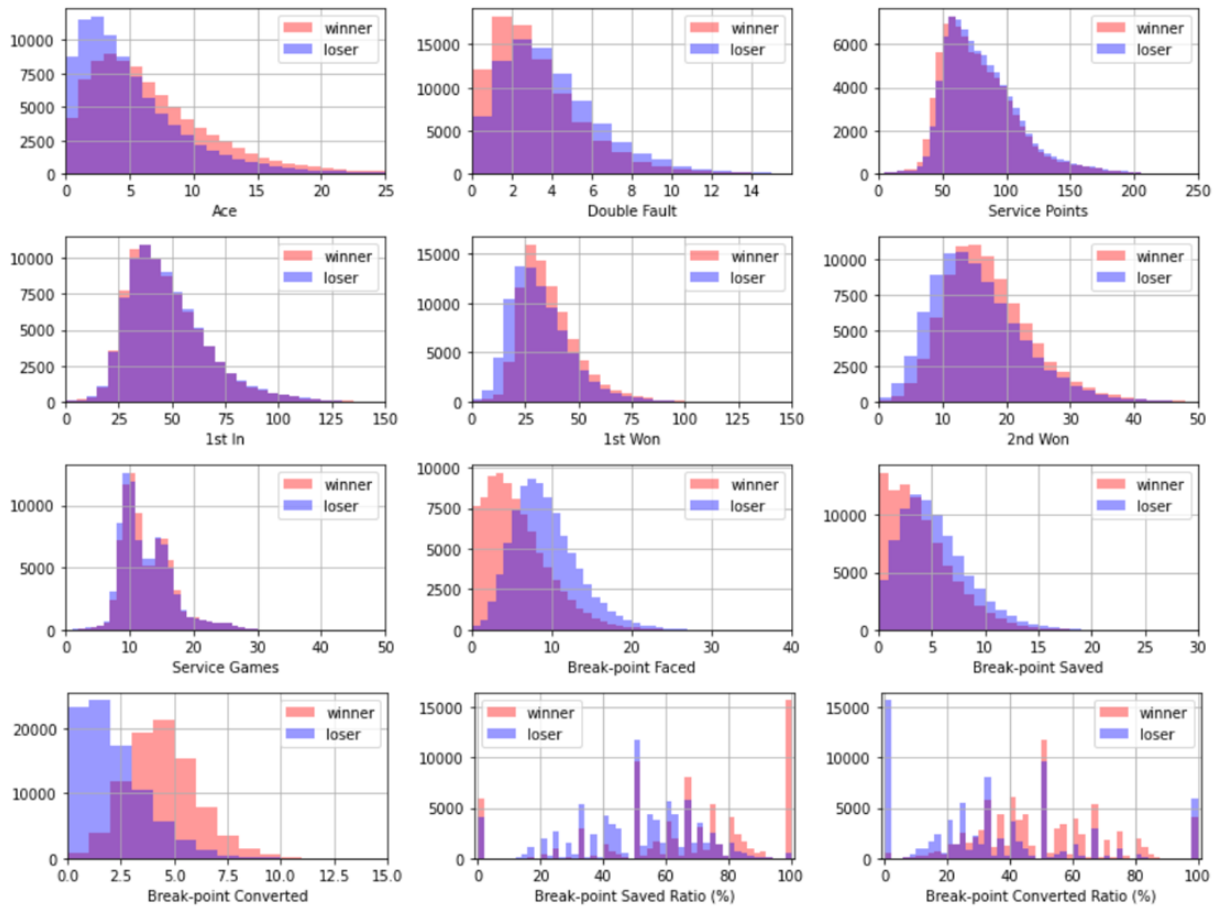 10000
7500
5000
2500
0
winner
loser
0 5 10 15 20 25
Ace
15000
10000
5000
0
winner
loser
2 4 6 8 10 12 14
Double Fault
6000
4000
2000
0
winner
loser
0 50 100 150 200 250
Service Points
10000
7500
5000
2500
0
winner
loser
0 25 50 75 100 125 150
1st In
15000
10000
5000
0
winner
loser
0 25 50 75 100 125 150
1st Won
10000
7500
5000
2500
0
winner
loser
0 10 20 30 40 50
2nd Won
10000
5000
0
winner
loser
0 10 20 30 40 50
Service Games
10000
7500
5000
2500
0
winner
loser
0 10 20 30 40
Break-point Faced
10000
5000
0
winner
loser
0 5 10 15 20 25 30
Break-point Saved
20000
10000
0
winner
loser
0.0 2.5 5.0 7.5 10.0 12.5 15.0
Break-point Converted
15000
10000
5000
0
winner
loser
0 20 40 60 80 100
Break-point Saved Ratio (%)
15000
10000
5000
0
winner
loser
0 20 40 60 80 100
Break-point Converted Ratio (%)